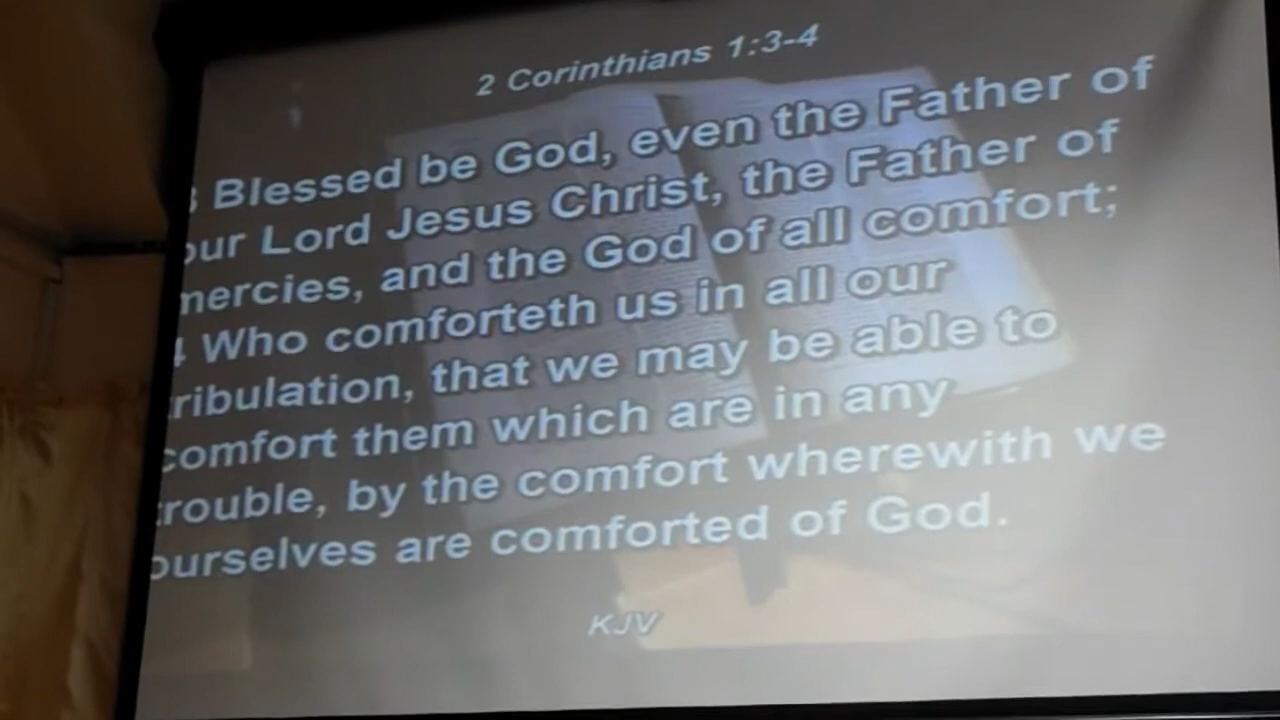 2 Corinthians 1:3-4
3 Blessed be God, even the Father of
our Lord Jesus Christ, the Father of
mercies, and the God of all comfort;
4 Who comforteth us in all our
tribulation, that we may be able to
comfort them which are in any
trouble, by the comfort wherewith we
ourselves are comforted of God.
KJV